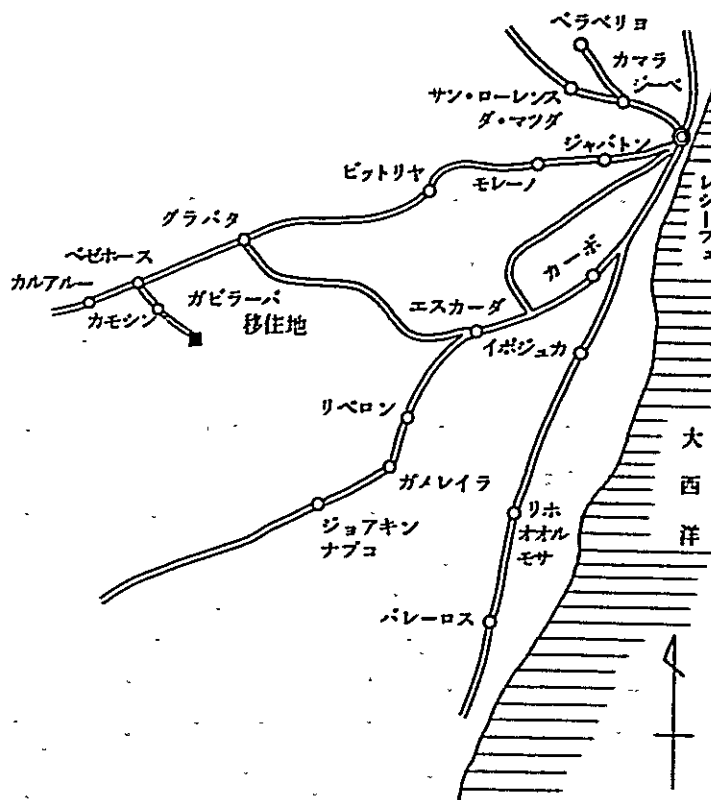 ベラベリヨ
カマラ
ジーベ
サン・ローレンス
ダ・マツダ
ジャバトン
レシーフェ
ビットリヤ
モレーノ
グラバタ
カーボ
ベゼホース
カルアルー
カモシン
ガビラーバ
移住地
エスカーダ
イポジュカ
リベロン
ガメレイラ
ジョアキン
ナブコ
リホ
オオル
モサ
バレーロス
大西洋